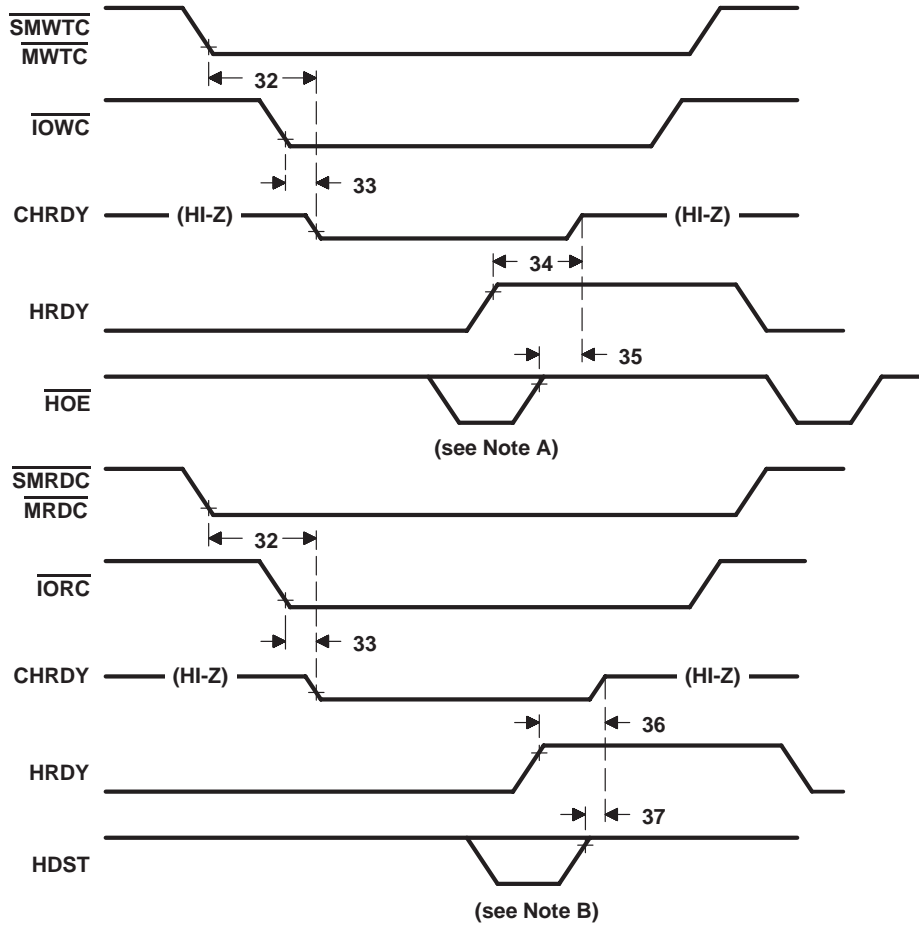 SMWTC
MWTC
32
IOWC
33
CHRDY
(HI-Z)
(HI-Z)
34
HRDY
35
HOE
(see Note A)
SMRDC
MRDC
32
IORC
33
CHRDY
(HI-Z)
(HI-Z)
36
HRDY
37
HDST
(see Note B)